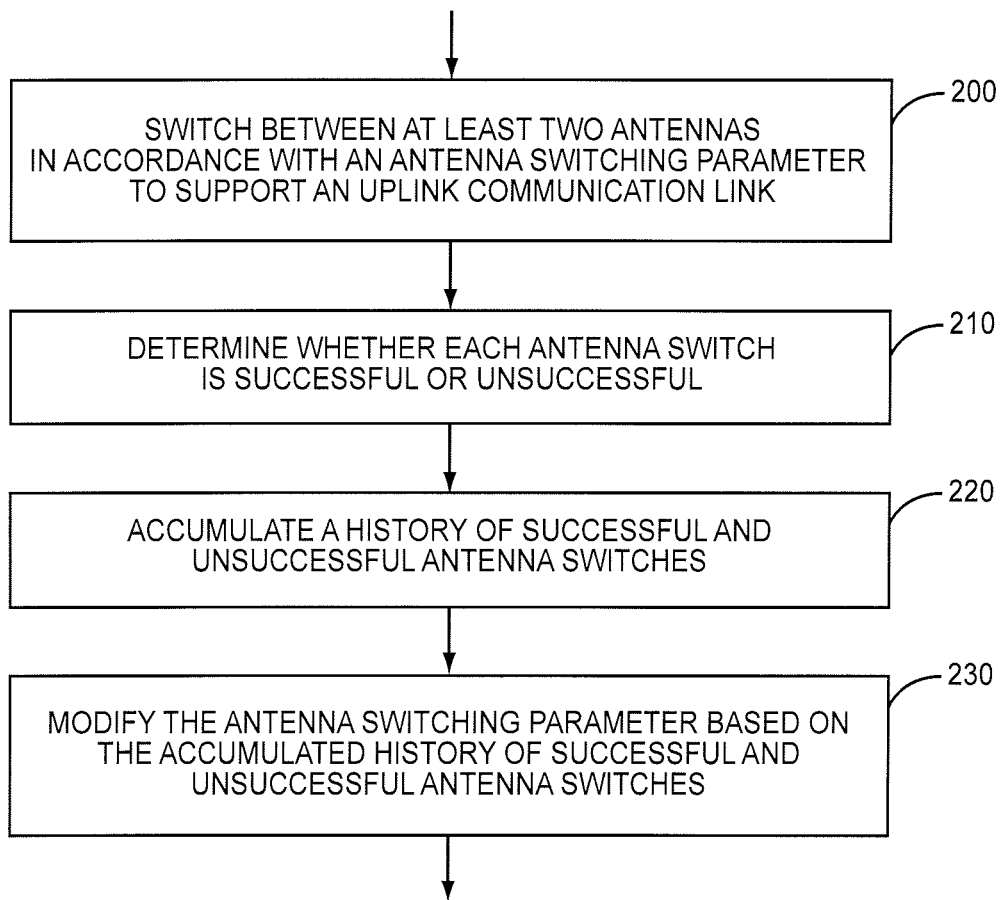 200
SWITCH BETWEEN AT LEAST TWO ANTENNAS
IN ACCORDANCE WITH AN ANTENNA SWITCHING PARAMETER
TO SUPPORT AN UPLINK COMMUNICATION LINK
210
DETERMINE WHETHER EACH ANTENNA SWITCH
IS SUCCESSFUL OR UNSUCCESSFUL
220
ACCUMULATE A HISTORY OF SUCCESSFUL AND
UNSUCCESSFUL ANTENNA SWITCHES
230
MODIFY THE ANTENNA SWITCHING PARAMETER BASED ON
THE ACCUMULATED HISTORY OF SUCCESSFUL AND
UNSUCCESSFUL ANTENNA SWITCHES